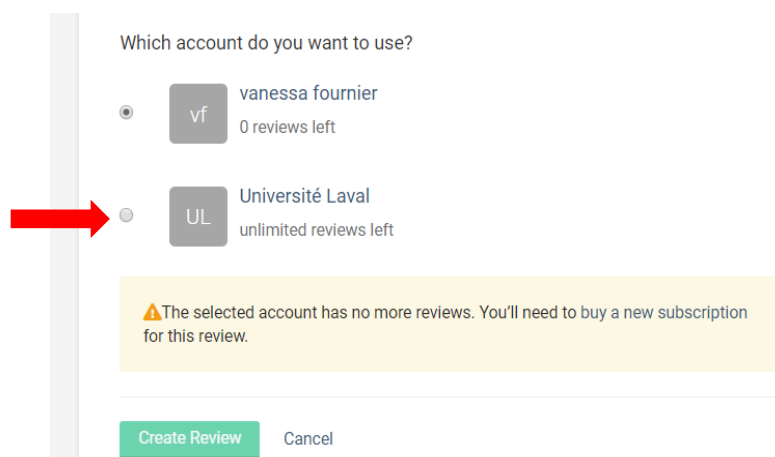 Which account do you want to use?
vf
vanessa fournier
0 reviews left
UL
Université Laval
unlimited reviews left
The selected account has no more reviews. You'll need to buy a new subscription
for this review.
Create Review
Cancel